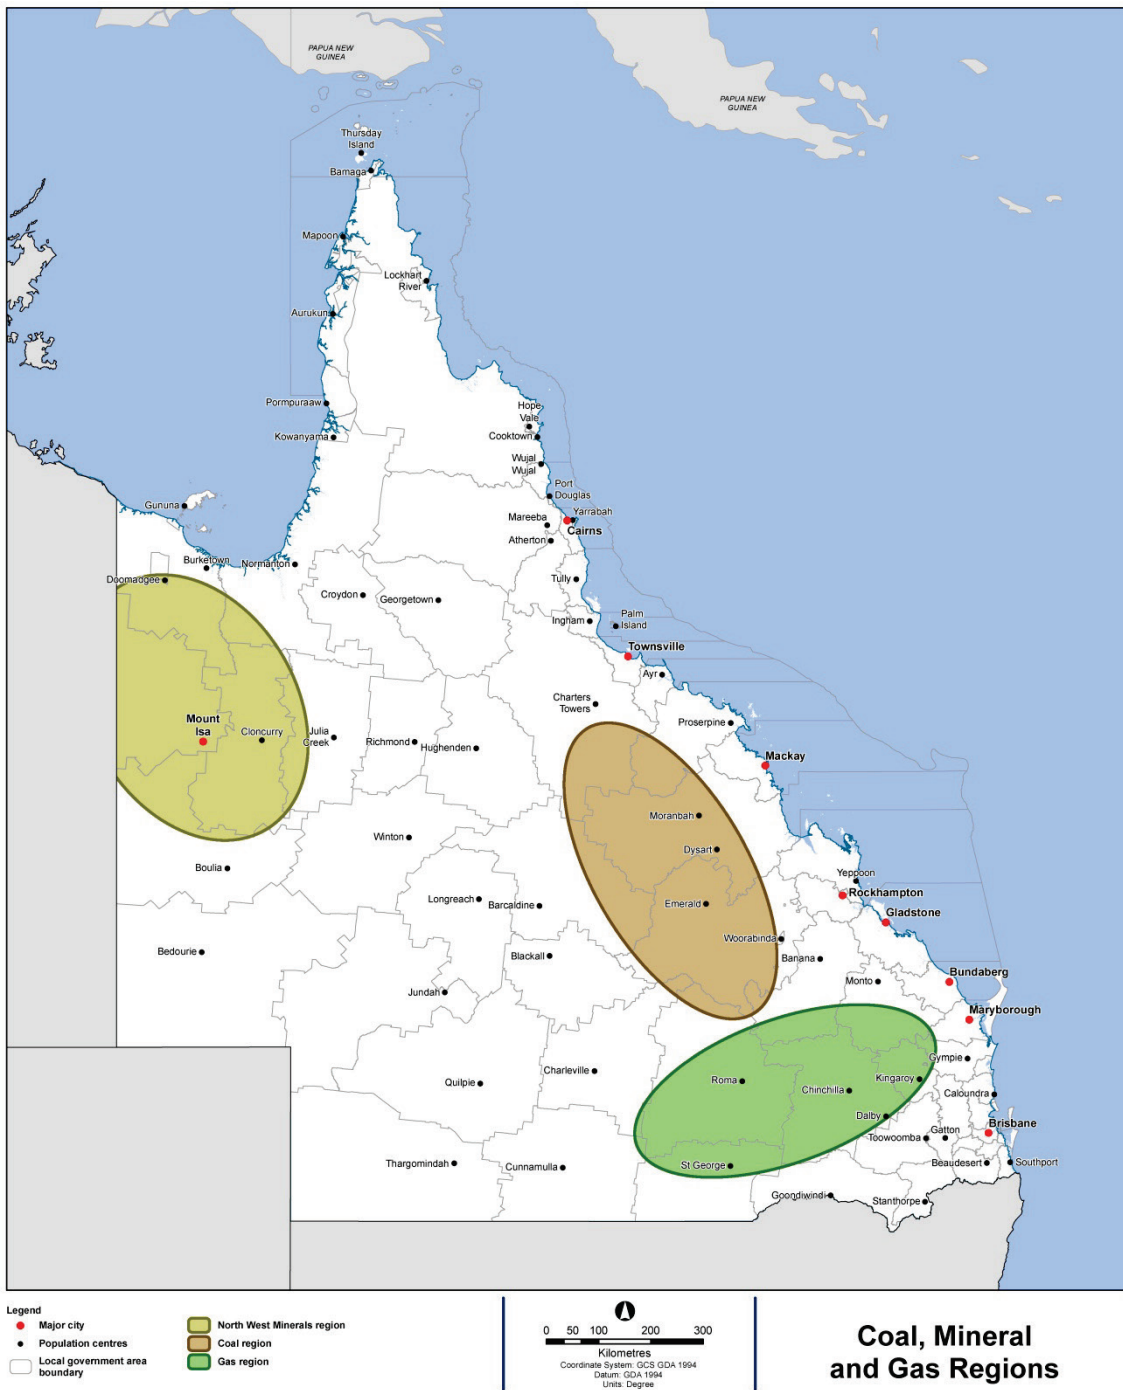 PAPUA NEW
GUINEA
PAPUA NEW
GUINEA
Thursday
Island
Bamaga
Mapoon
Lockhart
River
Aurukun
Pormpuraaw
Hope
Vale
Kowanyama
Cooktown
Wujal
Wujal
Port
Douglas
Gununa
Mareeba
Yarrabah
Cairns
Atherton
Burketown
Normanton
Doomadgee
Tully
Croydon
Georgetown
Ingham
Palm
Island
Townsville
Ayr
Charters
Towers
Mount
Isa
Cloncurry
Julia
Creek
Richmond
Hughenden
Proserpine
Mackay
Moranbah
Winton
Dysart
Boulia
Yeppoon
Rockhampton
Longreach
Barcaldine
Emerald
Gladstone
Woorabinda
Bedourie
Blackall
Banana
Bundaberg
Monto
Jundah
Maryborough
Gympie
Charleville
Quilpie
Roma
Chinchilla
Kingaroy
Caloundra
Dalby
Brisbane
Gatton
Toowoomba
Thargomindah
Cunnamulla
St George
Beaudesert
Southport
Goondiwindi
Stanthorpe
Legend
Major city
Population centres
Local government area
boundary
North West Minerals region
Coal region
Gas region
0 50 100 200 300
Kilometres
Coordinate System: GCS GDA 1994
Datum: GDA 1994
Units: Degree
Coal, Mineral
and Gas Regions